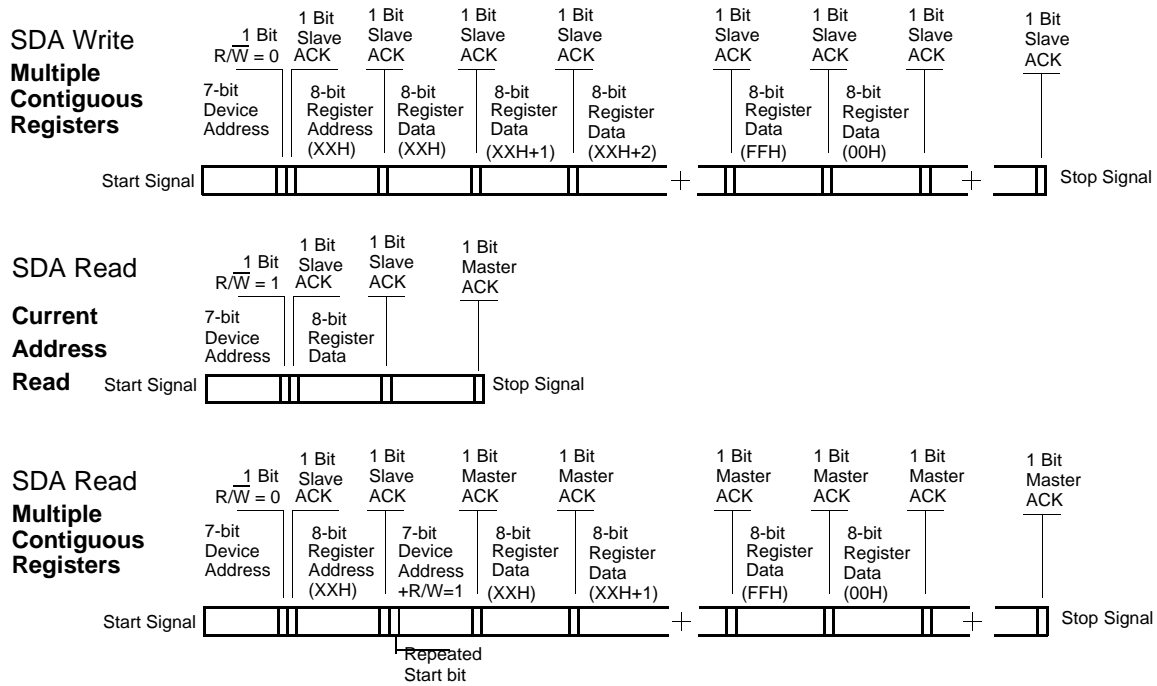 SDA Write
Multiple
Contiguous
Registers
1 Bit
R/W = 0
1 Bit
Slave
ACK
1 Bit
Slave
ACK
1 Bit
Slave
ACK
1 Bit
Slave
ACK
1 Bit
Slave
ACK
1 Bit
Slave
ACK
1 Bit
Slave
ACK
1 Bit
Slave
ACK
7-bit
Device
Address
8-bit
Register
Address
(XXH)
8-bit
Register
Data
(XXH)
8-bit
Register
Data
(XXH+1)
8-bit
Register
Data
(XXH+2)
8-bit
Register
Data
(FFH)
8-bit
Register
Data
(00H)
Start Signal
Stop Signal
SDA Read
Current
Address
Read
1 Bit
R/W = 1
1 Bit
Slave
ACK
1 Bit
Slave
ACK
1 Bit
Master
ACK
7-bit
Device
Address
8-bit
Register
Data
Start Signal
Stop Signal
SDA Read
Multiple
Contiguous
Registers
1 Bit
R/W = 0
1 Bit
Slave
ACK
1 Bit
Slave
ACK
1 Bit
Master
ACK
1 Bit
Master
ACK
1 Bit
Master
ACK
1 Bit
Master
ACK
1 Bit
Master
ACK
1 Bit
Master
ACK
7-bit
Device
Address
8-bit
Register
Address
(XXH)
7-bit
Device
Address
+R/W=1
8-bit
Register
Data
(XXH)
8-bit
Register
Data
(XXH+1)
8-bit
Register
Data
(FFH)
8-bit
Register
Data
(00H)
Start Signal
Stop Signal
Repeated
Start bit